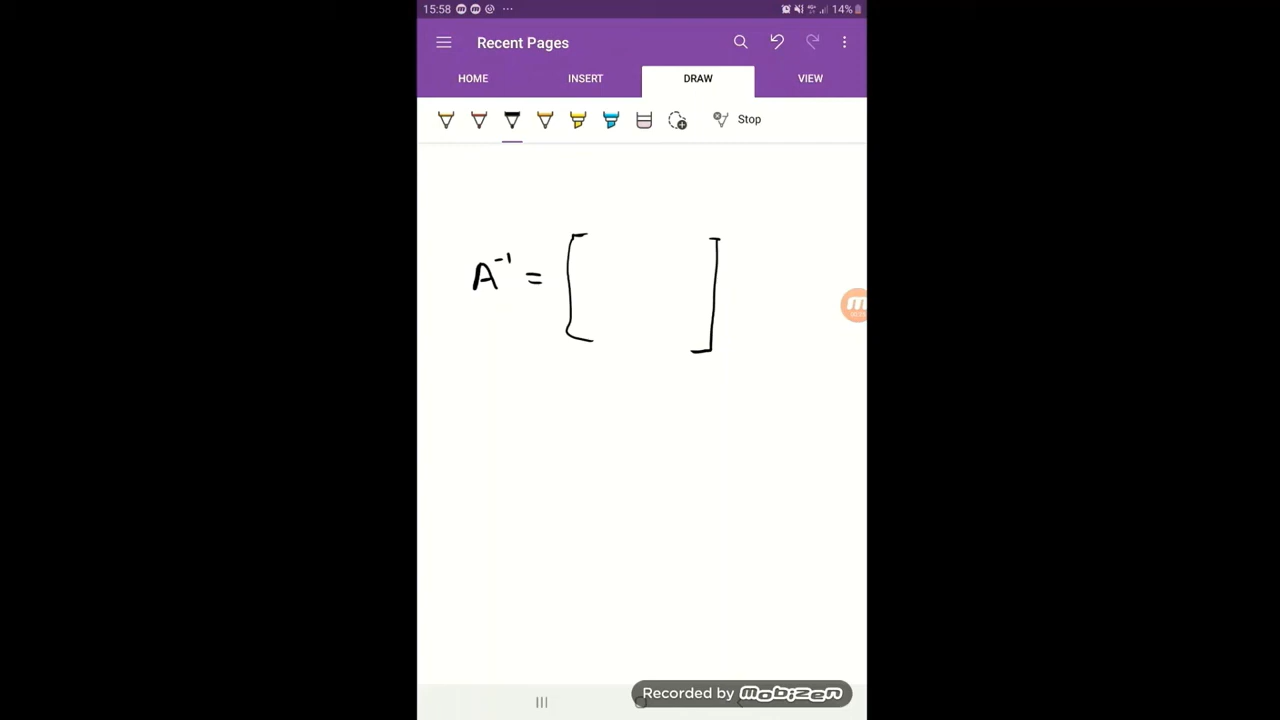 15:58 14%
Recent Pages
HOME INSERT DRAW VIEW
Stop
A⁻¹ = [ ]
Recorded by mobizen